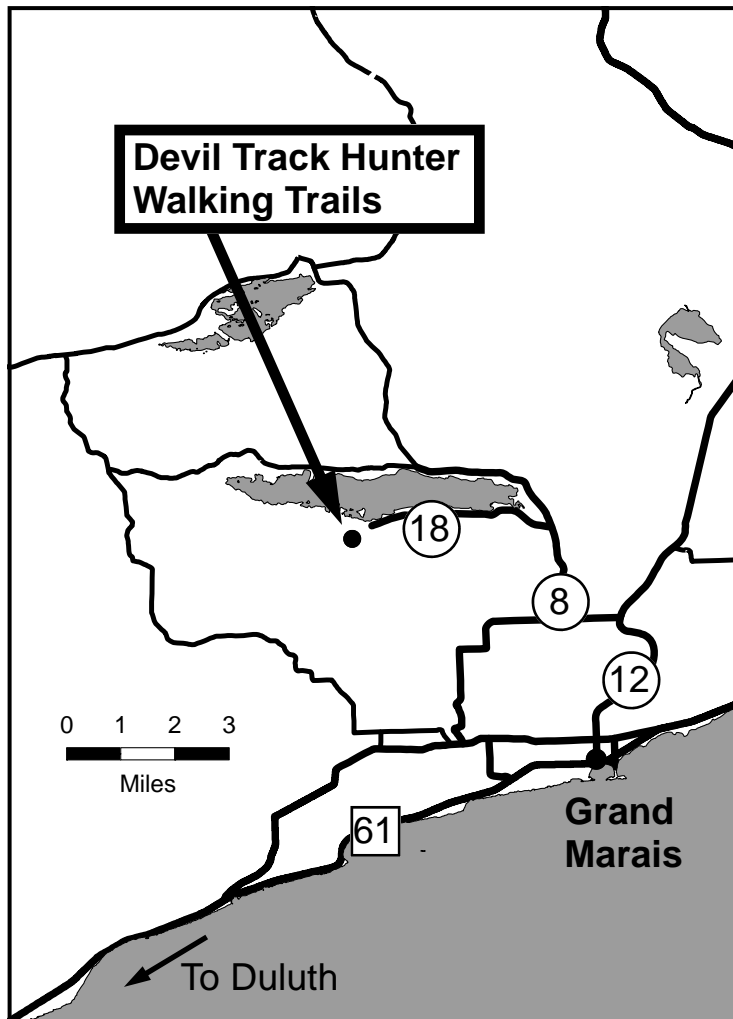 Devil Track Hunter
Walking Trails
18
8
12
0 1 2 3
Miles
Grand
Marais
61
To Duluth